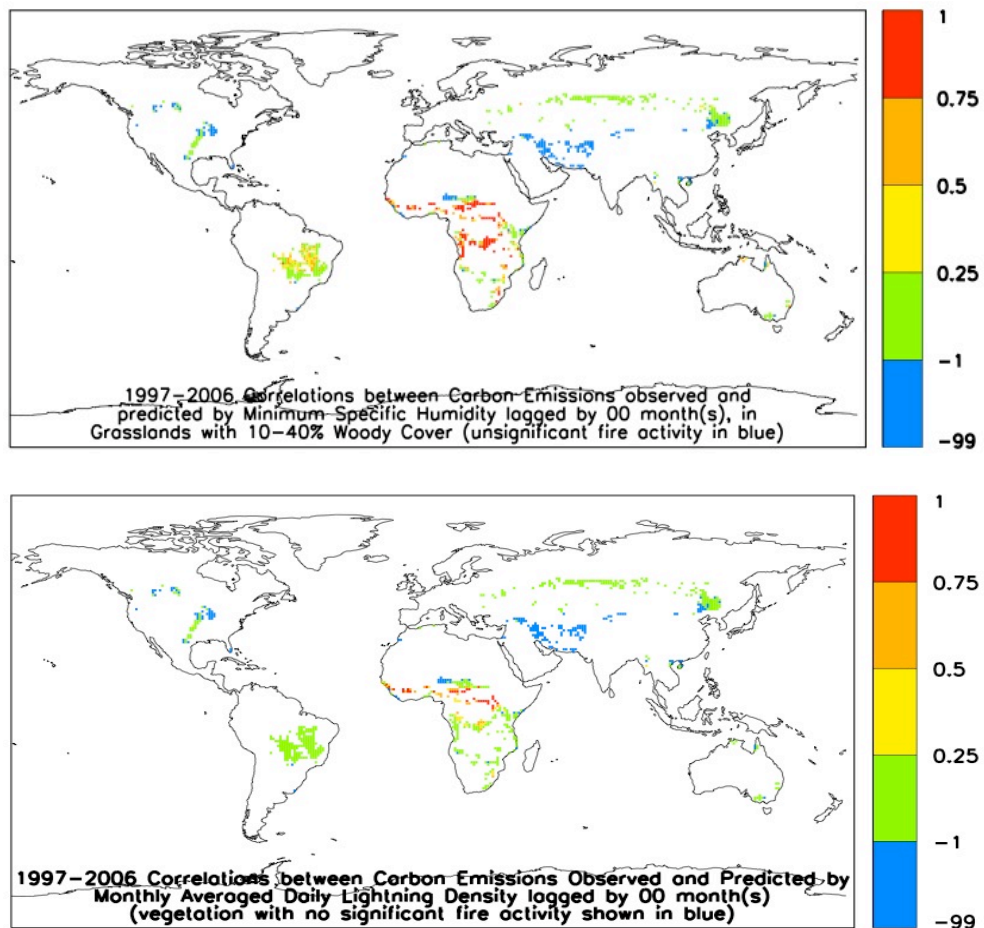 1
0.75
0.5
0.25
-1
-99
1997-2006 Correlations between Carbon Emissions observed and
predicted by Minimum Specific Humidity lagged by 00 month(s), in
Grasslands with 10-40% Woody Cover (unsignificant fire activity in blue)
1
0.75
0.5
0.25
-1
-99
1997-2006 Correlations between Carbon Emissions Observed and Predicted by
Monthly Averaged Daily Lightning Density lagged by 00 month(s)
(vegetation with no significant fire activity shown in blue)